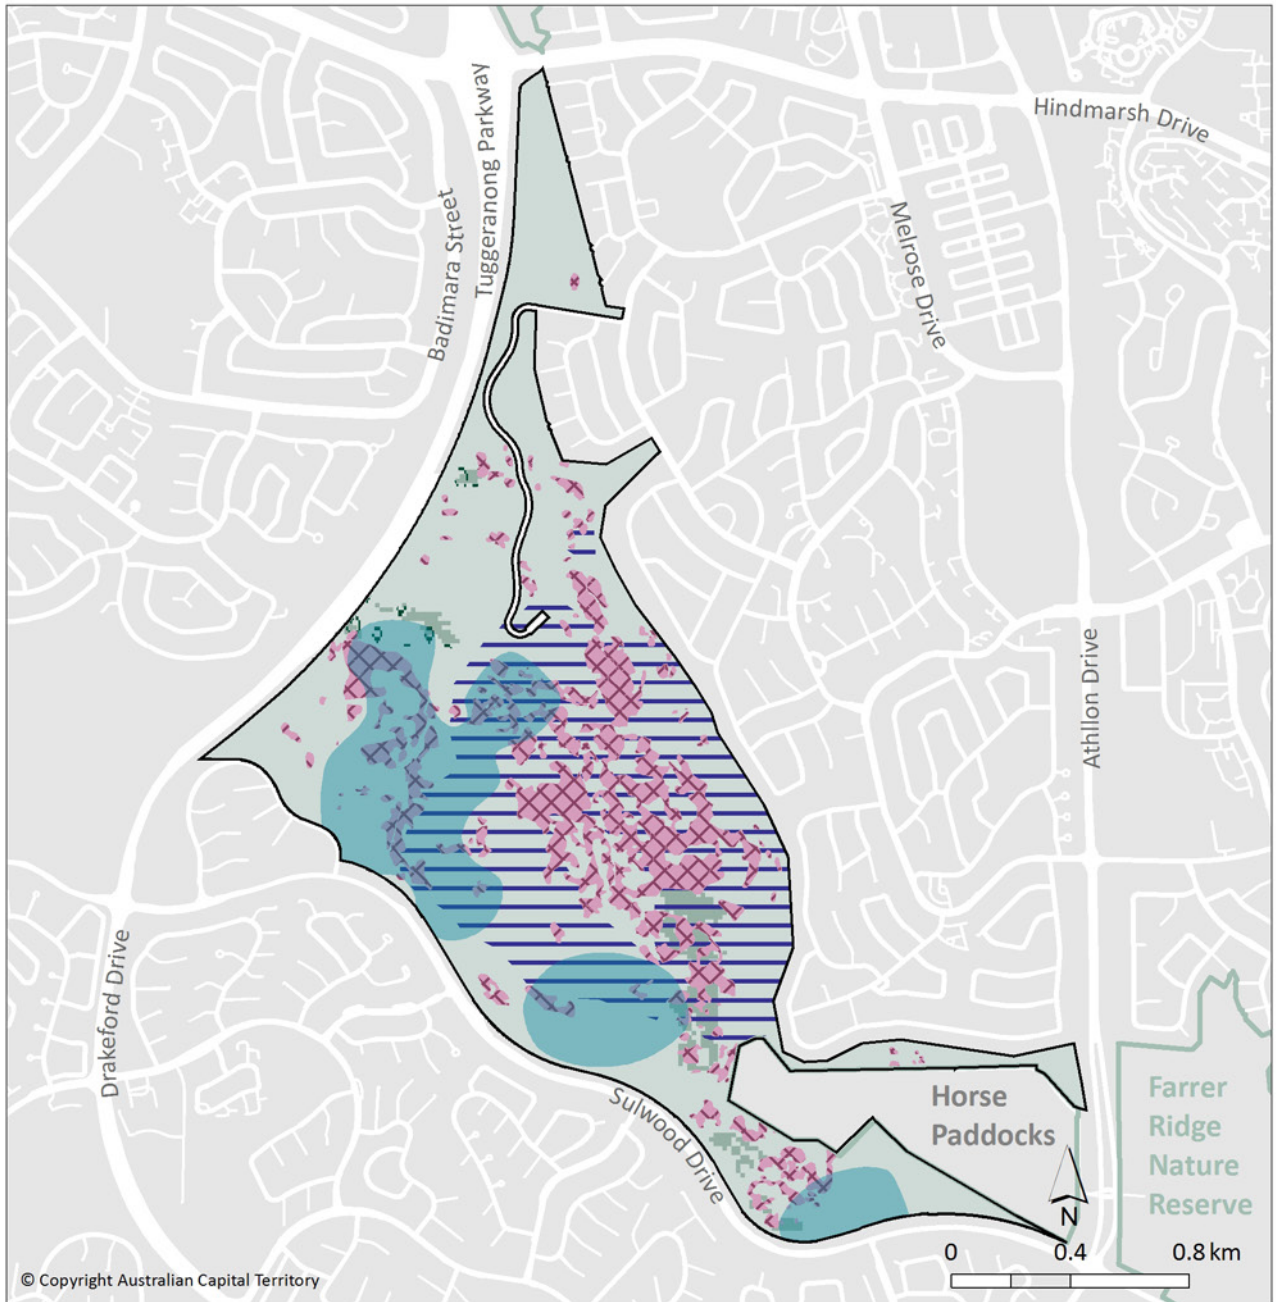 Hindmarsh Drive
Tuggeranong Parkway
Badimara Street
Melrose Drive
Athllon Drive
Drakeford Drive
Sulwood Drive
Horse
Paddocks
Farrer
Ridge
Nature
Reserve
N
0 0.4 0.8 km
© Copyright Australian Capital Territory